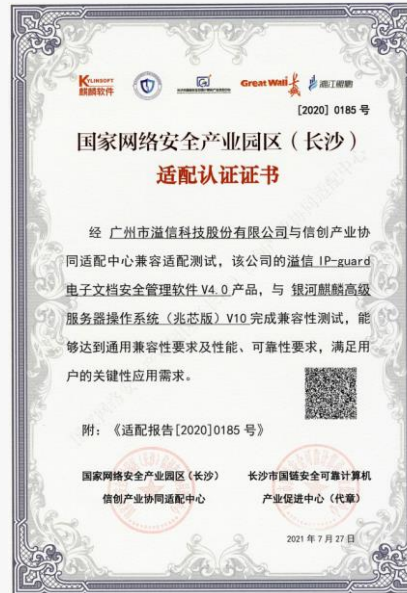 KYLINSOFT
麒麟软件
Great Wall
[2020] 0185 号
国家网络安全产业园区（长沙）
适配认证证书
经 广州市溢信科技股份有限公司与信创产业协
同适配中心兼容适配测试，该公司的溢信 IP-guard
电子文档安全管理软件 V4.0 产品，与 银河麒麟高级
服务器操作系统（兆芯版）V10 完成兼容性测试，能
够达到通用兼容性要求及性能、可靠性要求，满足用
户的关键性应用需求。
附：《适配报告[2020]0185 号》
国家网络安全产业园区（长沙）
信创产业协同适配中心
长沙市国链安全可靠计算机
产业促进中心（代章）
2021 年 7 月 27 日